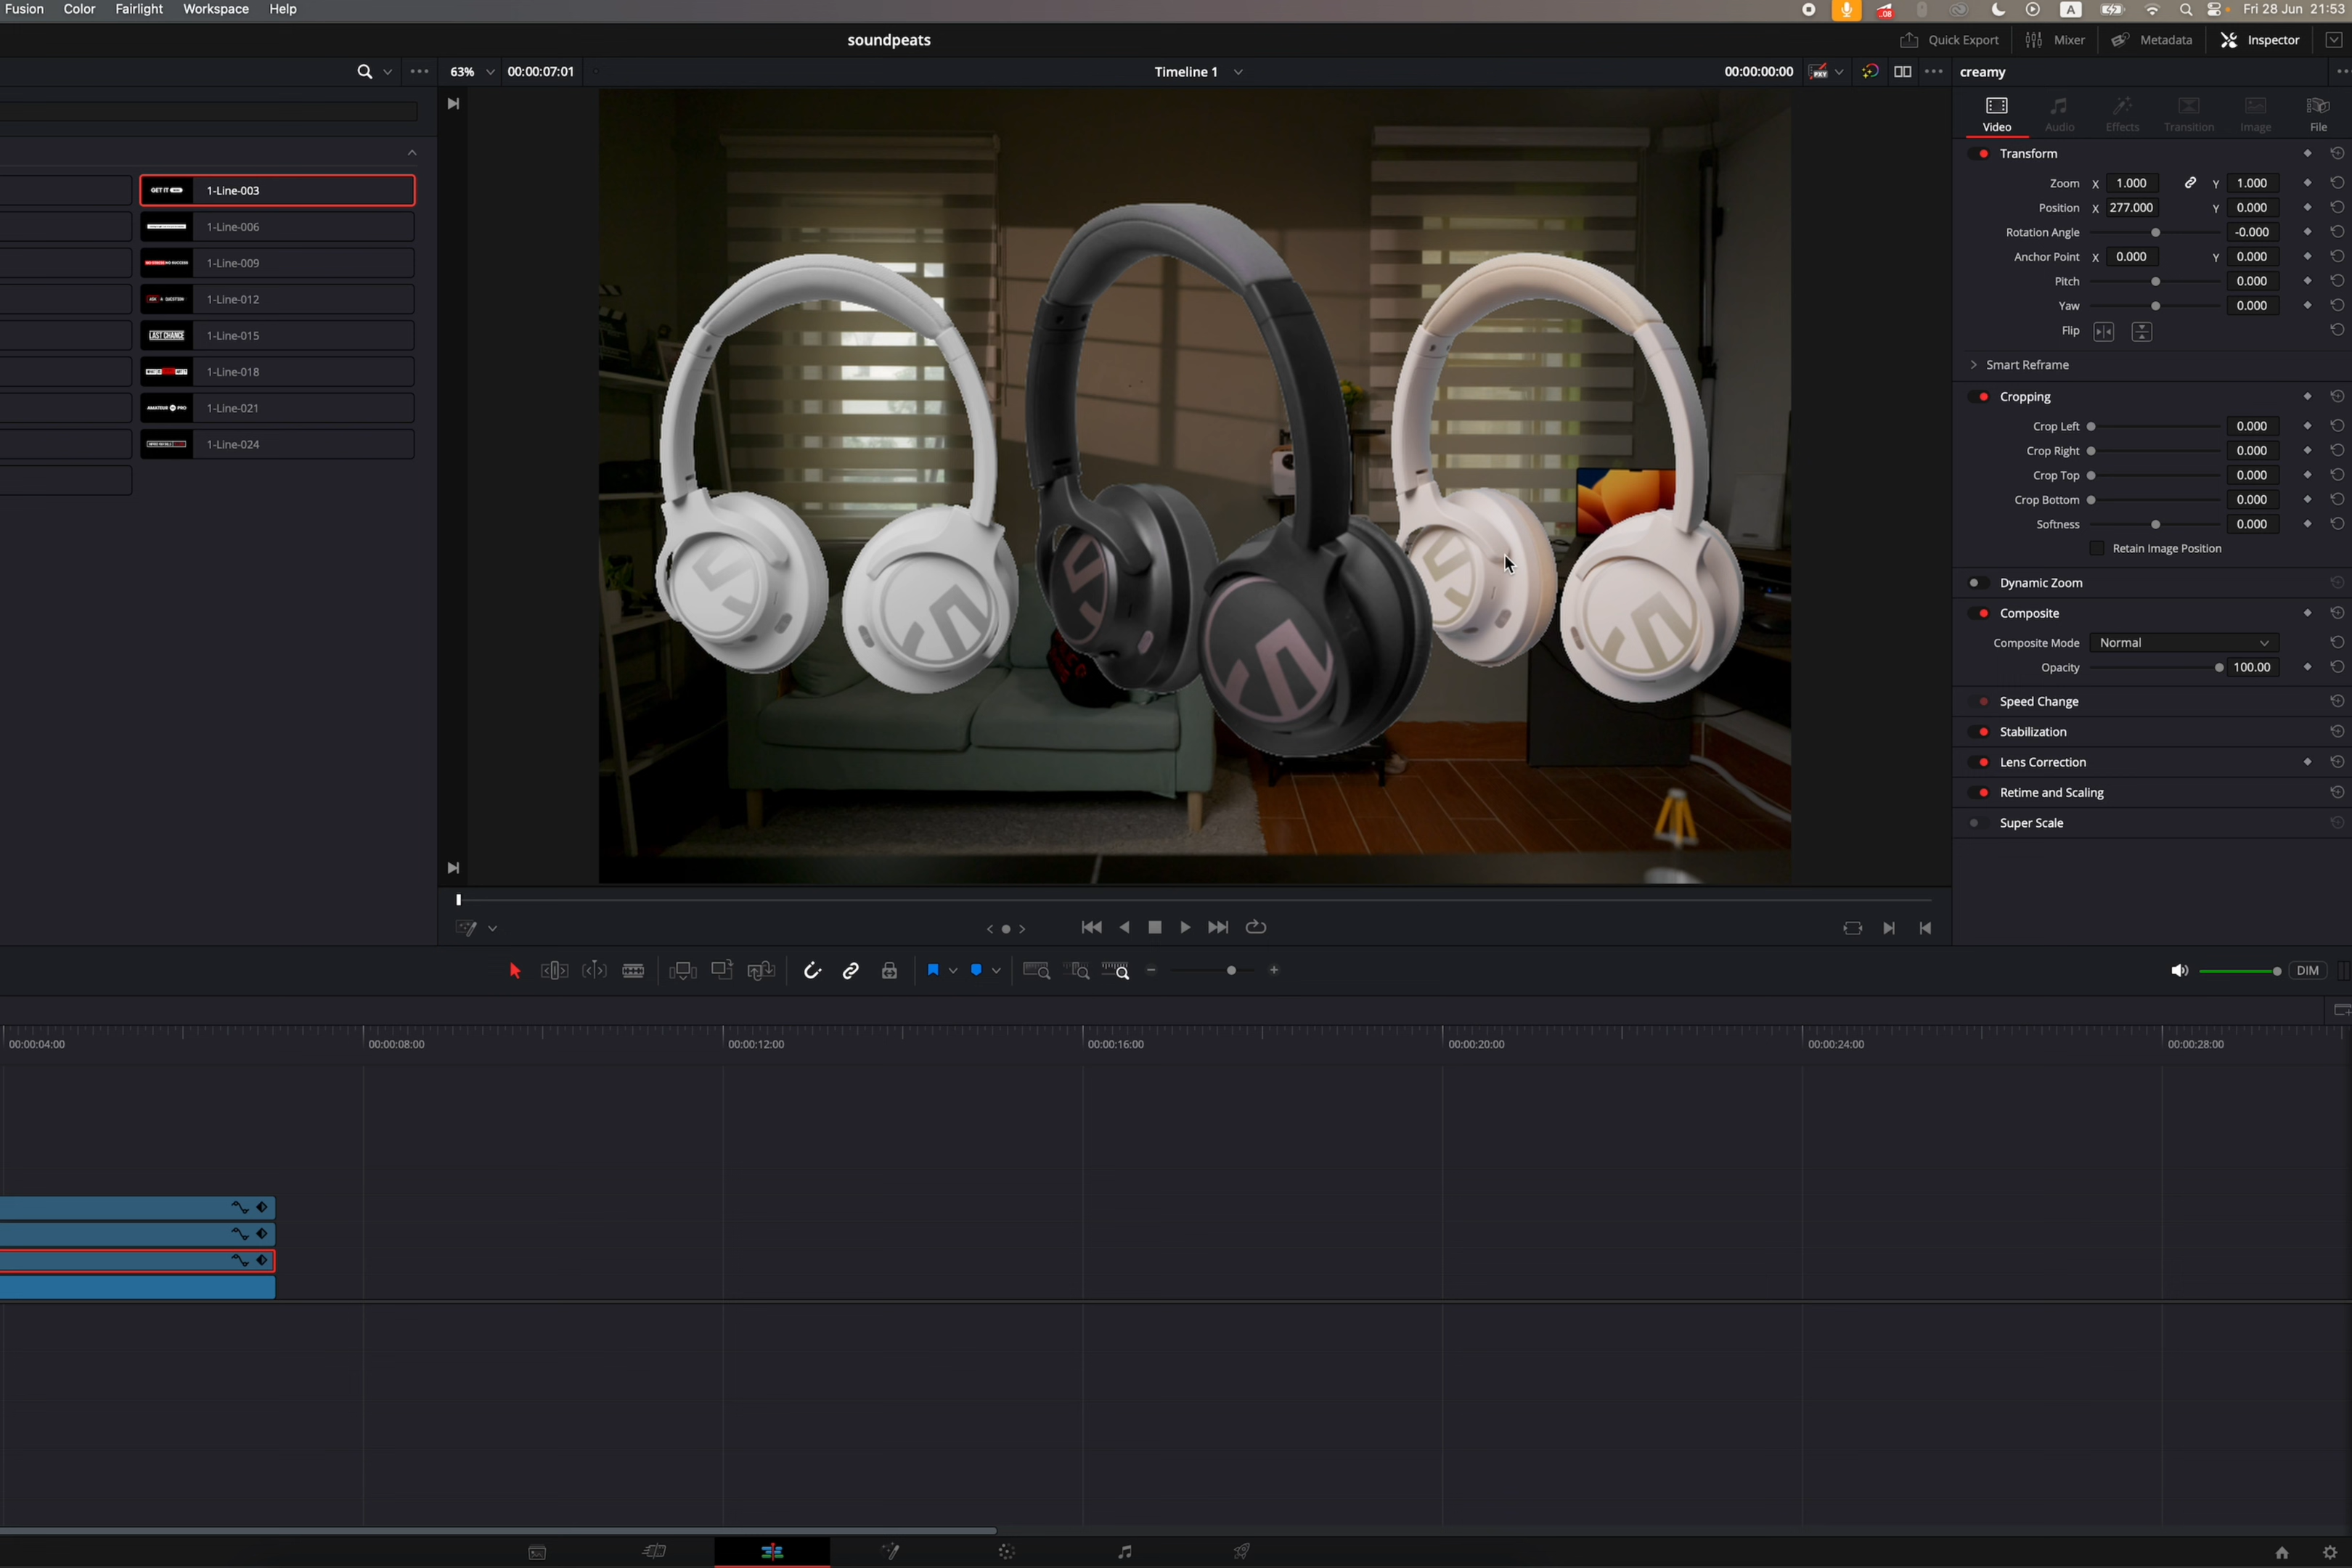 Fusion Color Fairlight Workspace Help
.08 A Fri 28 Jun 21:53
soundpeats
Quick Export Mixer Metadata Inspector
63% 00:00:07:01 Timeline 1 00:00:00:00 PXY creamy
Video Audio Effects Transition Image File
Transform
Zoom X 1.000 Y 1.000
Position X 277.000 Y 0.000
Rotation Angle -0.000
Anchor Point X 0.000 Y 0.000
Pitch 0.000
Yaw 0.000
Flip
Smart Reframe
Cropping
Crop Left 0.000
Crop Right 0.000
Crop Top 0.000
Crop Bottom 0.000
Softness 0.000
Retain Image Position
Dynamic Zoom
Composite
Composite Mode Normal
Opacity 100.00
Speed Change
Stabilization
Lens Correction
Retime and Scaling
Super Scale
GET IT 1-Line-003
1-Line-006
1-Line-009
1-Line-012
LAST CHANCE 1-Line-015
1-Line-018
AMATEUR PRO 1-Line-021
1-Line-024
DIM
00:00:04:00 00:00:08:00 00:00:12:00 00:00:16:00 00:00:20:00 00:00:24:00 00:00:28:00